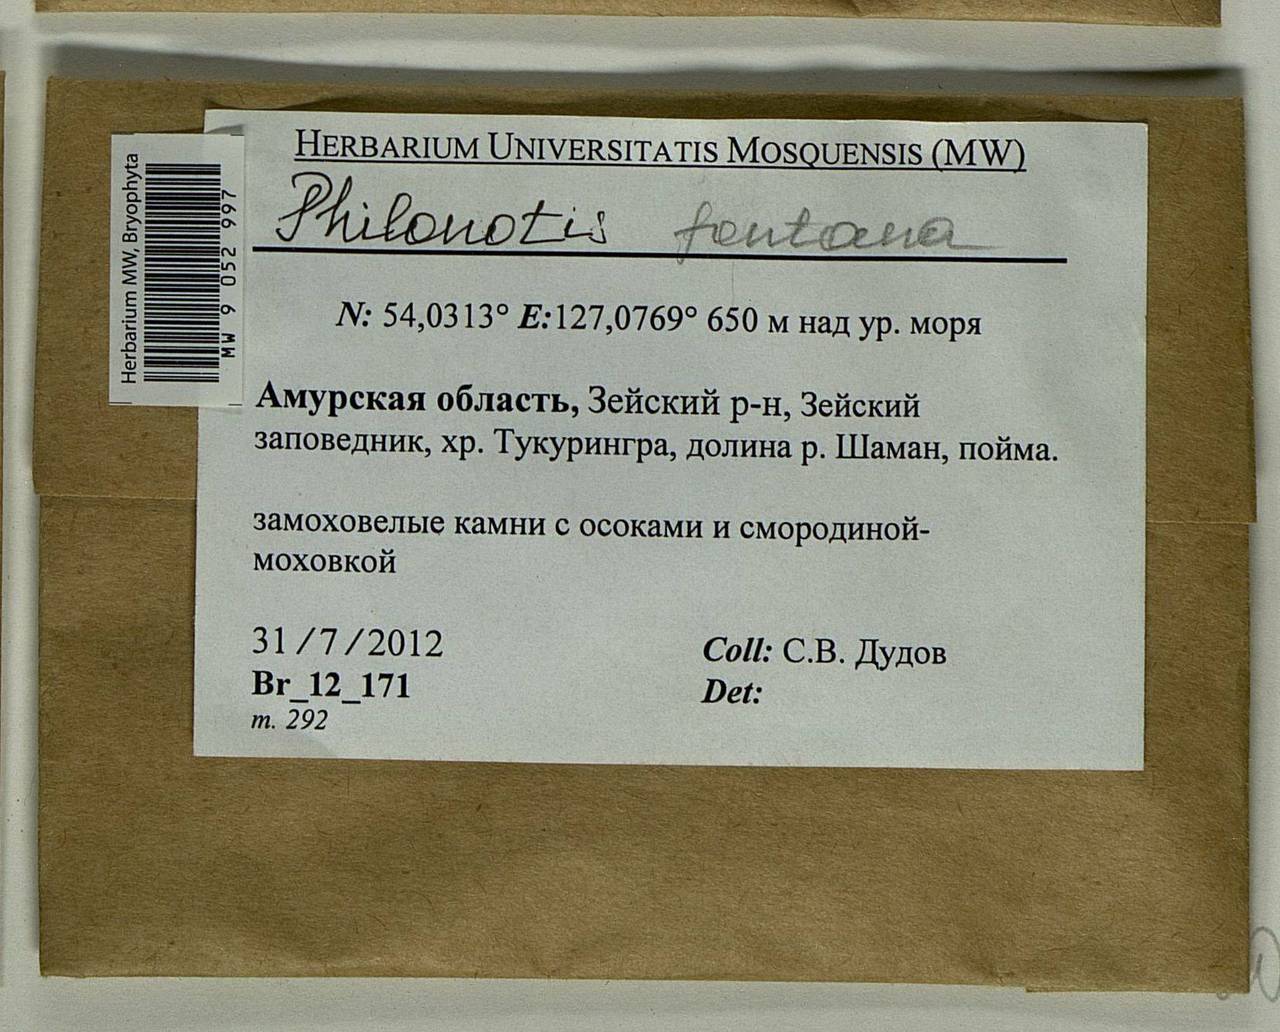 HERBARIUM UNIVERSITATIS MOSQUENSIS (MW)
Philonotis fontana
N: 54,0313° E:127,0769° 650 м над ур. моря
Амурская область, Зейский р-н, Зейский
заповедник, хр. Тукурингра, долина р. Шаман, пойма.
замоховелые камни с осоками и смородиной-
моховкой
31/7/2012
Coll: С.В. Дудов
Br_12_171
Det:
т. 292
Herbarium MW, Bryophyta
MW 9 052 997